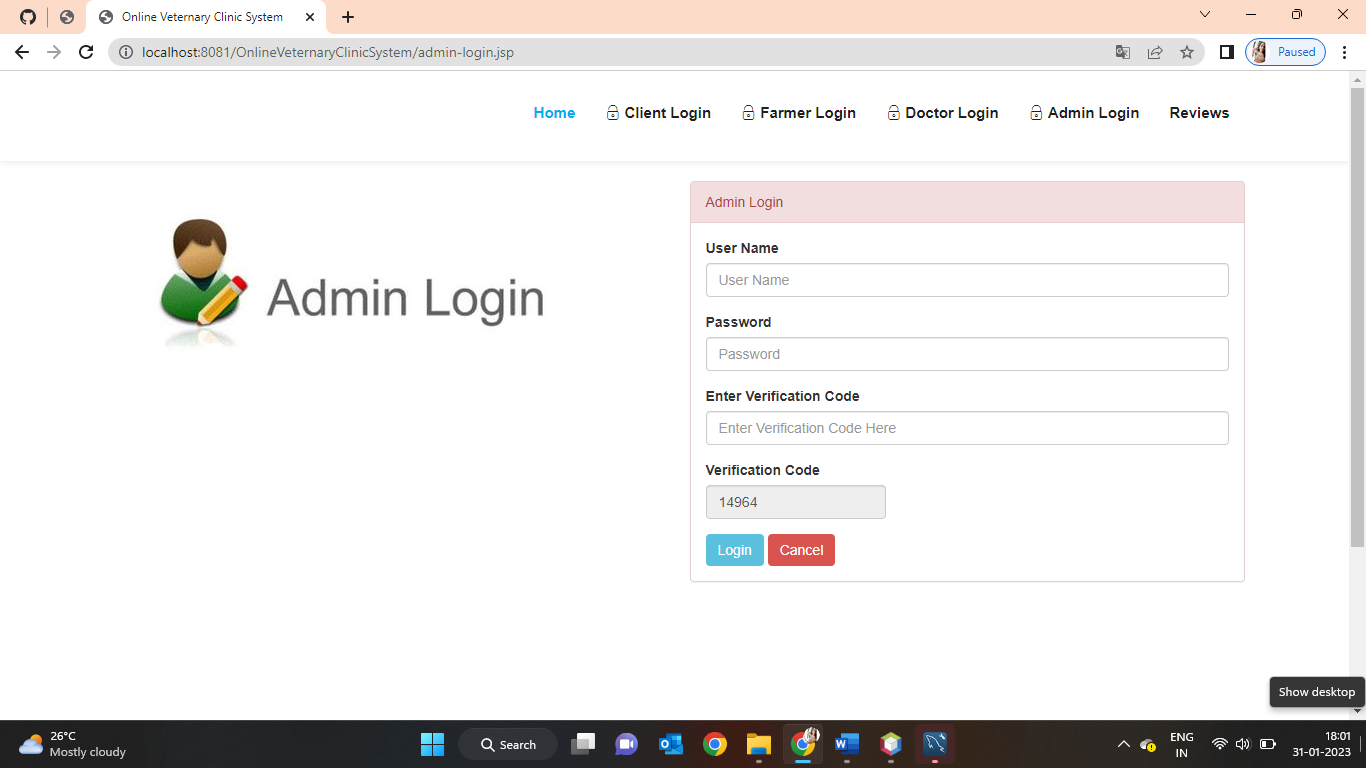 Online Veternary Clinic System
localhost:8081/OnlineVeternaryClinicSystem/admin-login.jsp
Paused
Home Client Login Farmer Login Doctor Login Admin Login Reviews
Admin Login
Admin Login
User Name
User Name
Password
Password
Enter Verification Code
Enter Verification Code Here
Verification Code
14964
Login Cancel
Show desktop
26°C
Mostly cloudy
Search
ENG
IN
18:01
31-01-2023